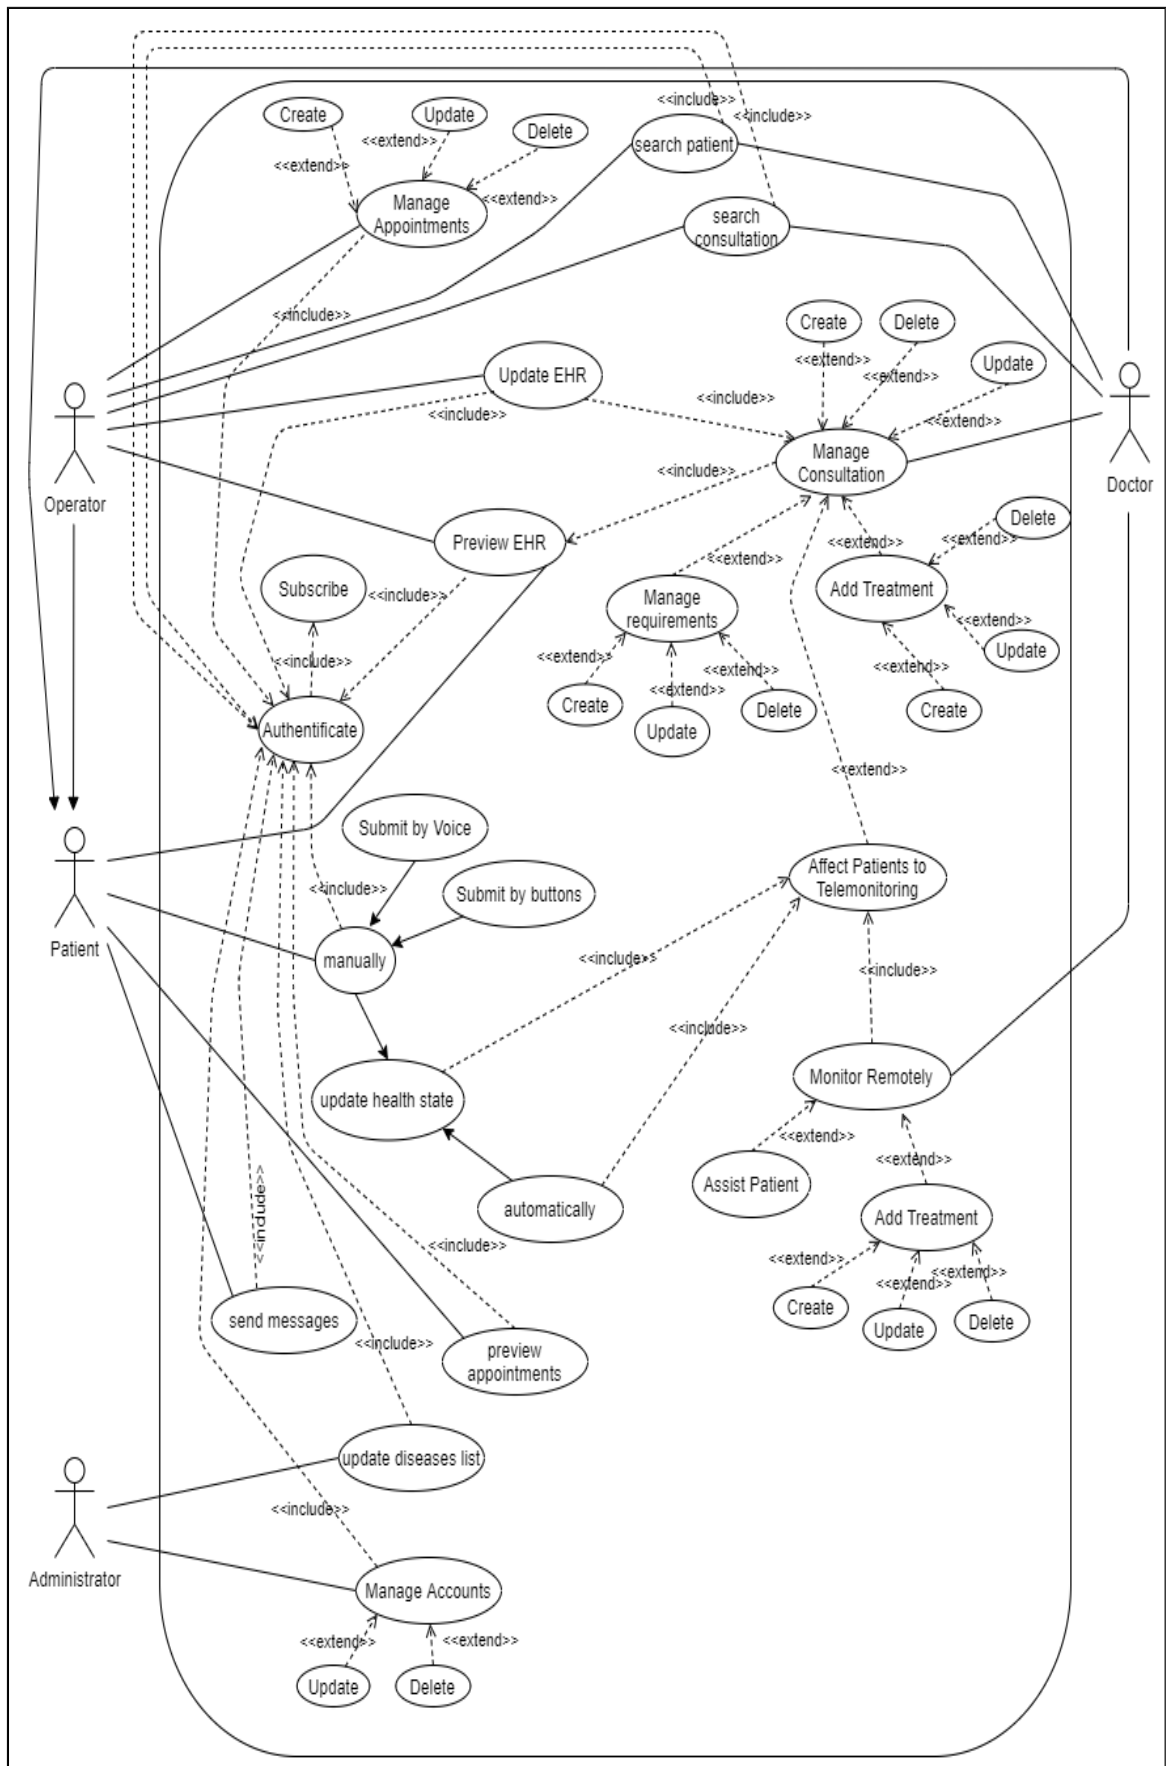 <<include>>
<<include>>
Create
Update
Delete
<<extend>>
<<extend>>
<<extend>>
search patient
Manage
Appointments
search
consultation
<<include>>
Create
Delete
Update
<<extend>>
<<extend>>
<<extend>>
Update EHR
<<include>>
<<include>>
Manage
Consultation
Operator
Doctor
<<include>>
Preview EHR
Delete
<<extend>>
<<extend>>
<<extend>>
Subscribe
<<include>>
Manage
requirements
Add Treatment
<<extend>>
Update
<<include>>
<<extend>>
<<extend>>
<<extend>>
<<extend>>
Create
Update
Delete
Create
Authentificate
<<extend>>
Submit by Voice
Submit by buttons
<<include>>
Affect Patients to
Telemonitoring
Patient
manually
<<include>>s
<<include>>
<<include>>
Monitor Remotely
update health state
<<extend>>
<<extend>>
Assist Patient
automatically
Add Treatment
<<include>>
<<include>>
<<extend>>
<<extend>>
<<extend>>
Create
Update
Delete
send messages
<<include>>
preview
appointments
update diseases list
<<include>>
Administrator
Manage Accounts
<<extend>>
<<extend>>
Update
Delete